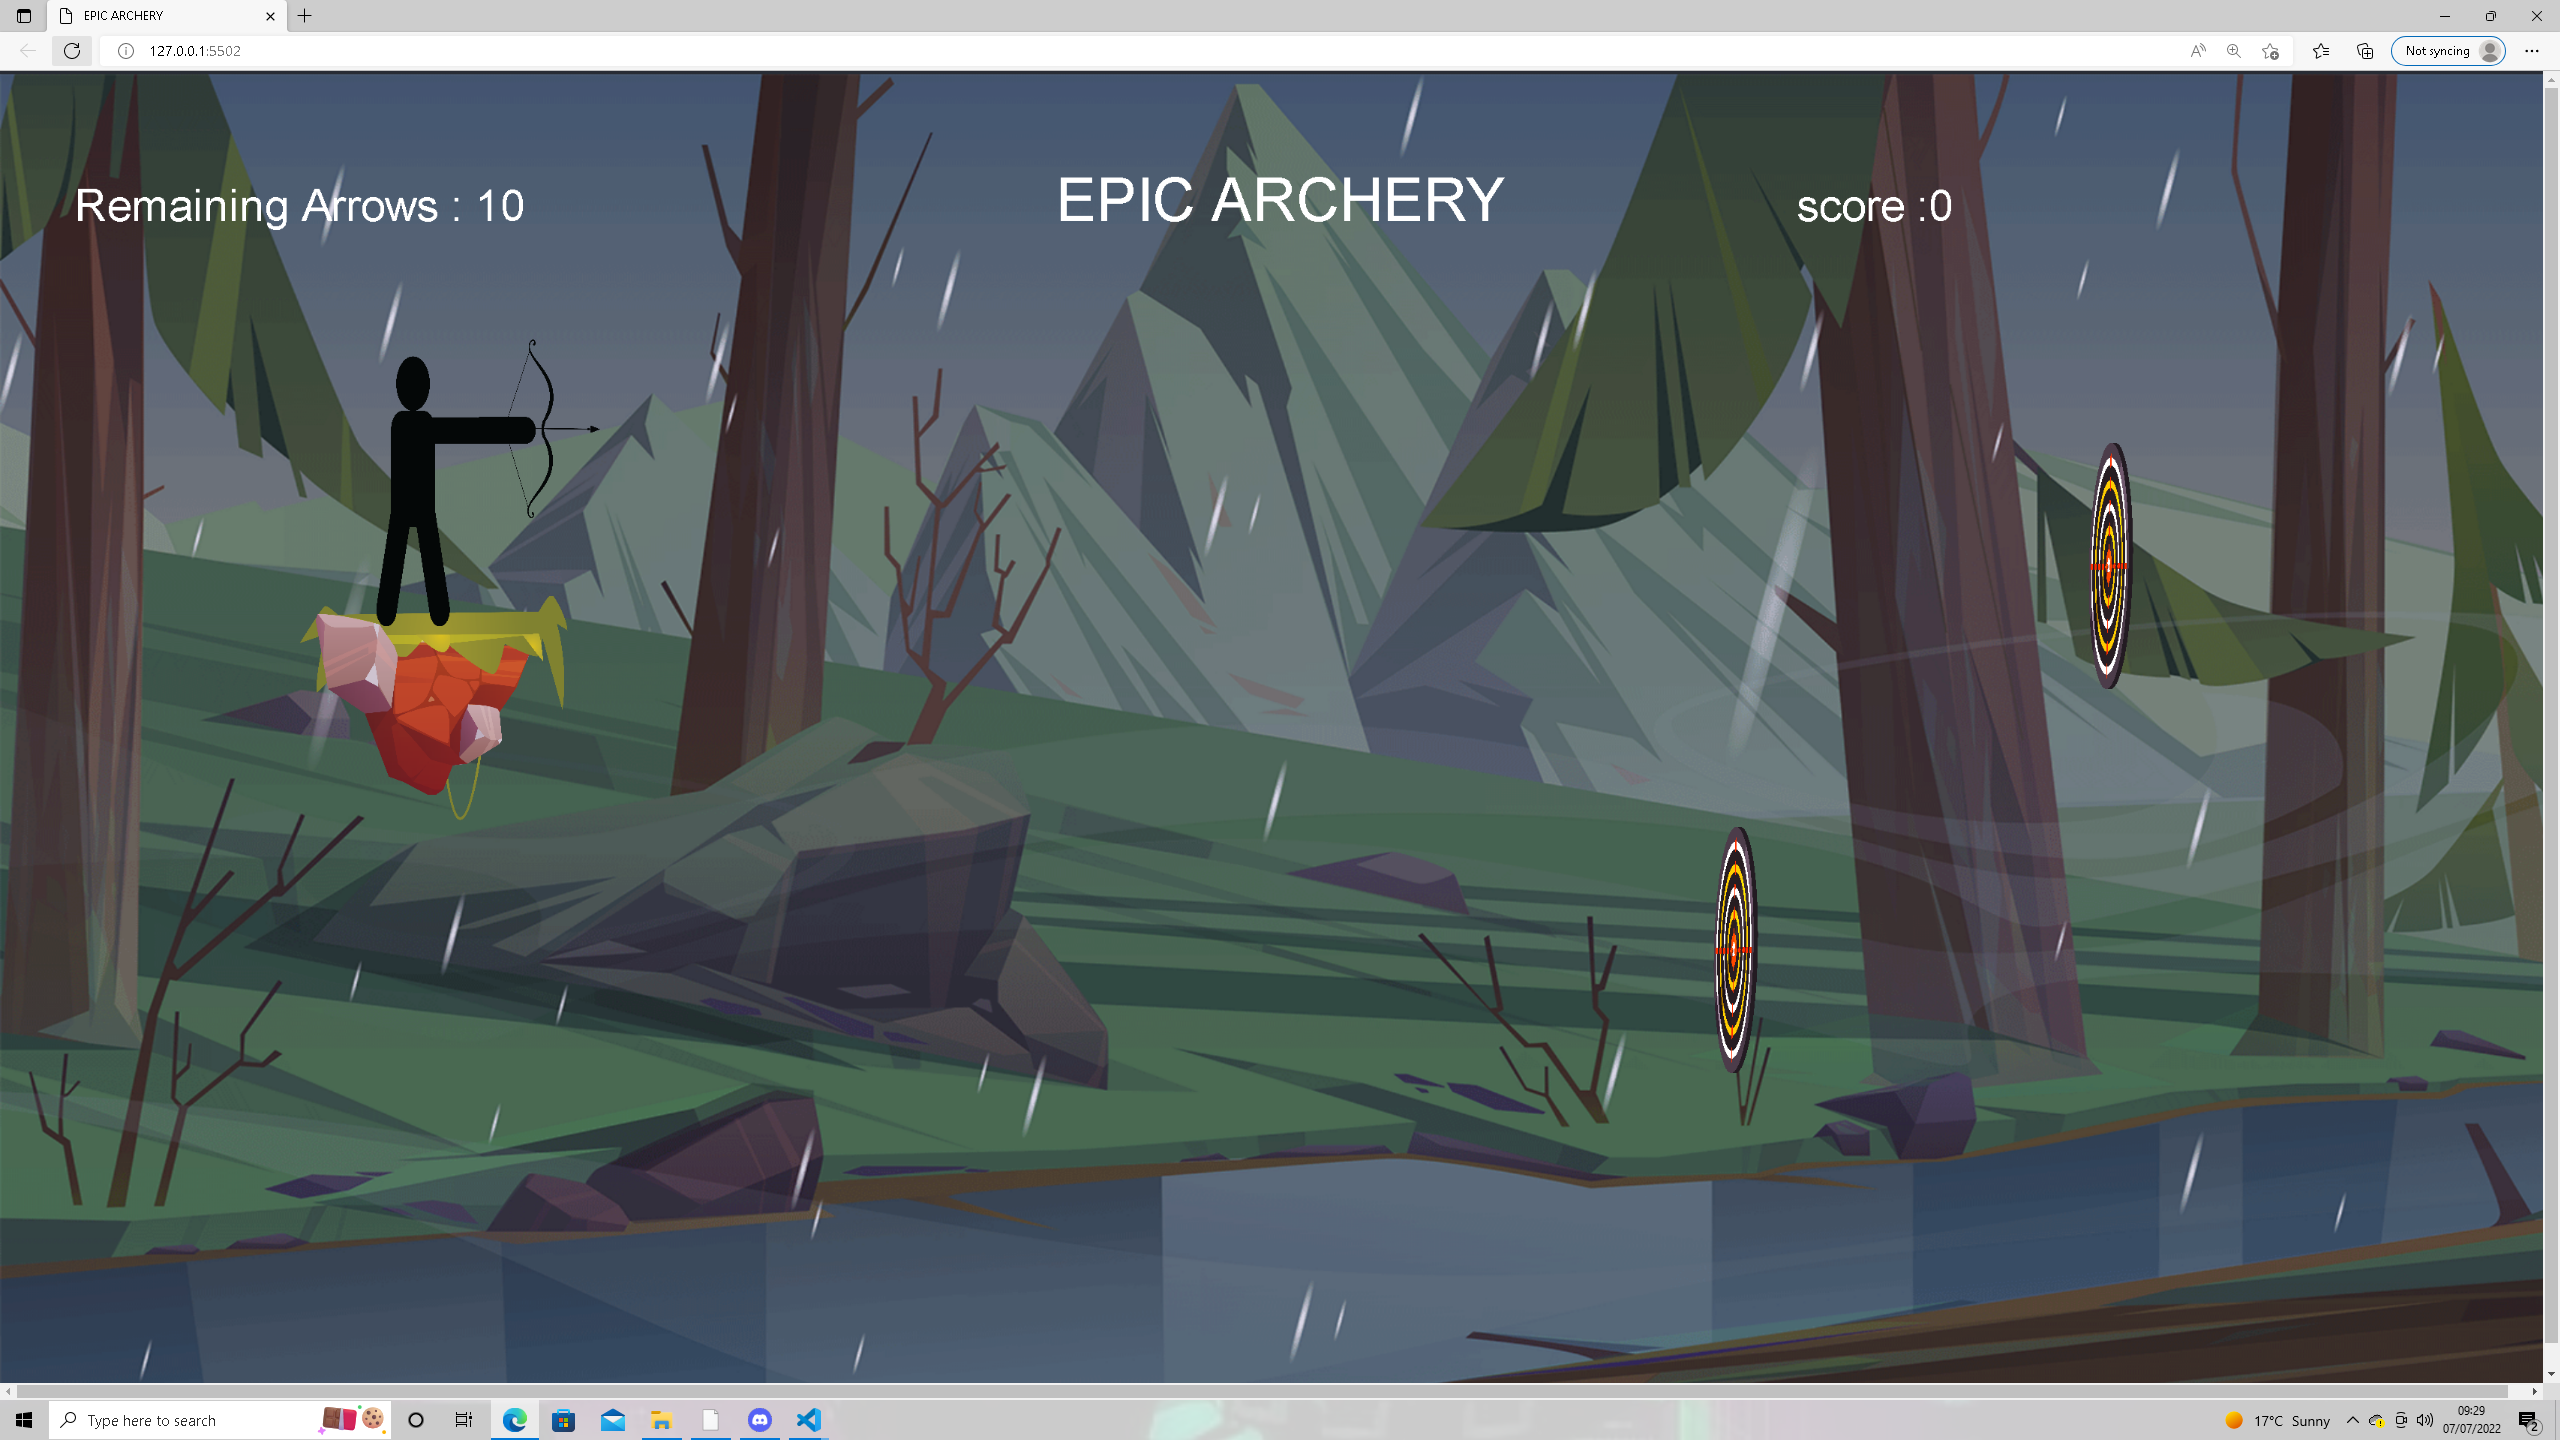 EPIC ARCHERY
127.0.0.1:5502
Not syncing
Remaining Arrows : 10
EPIC ARCHERY
score :0
Type here to search
17°C Sunny
09:29
07/07/2022
2